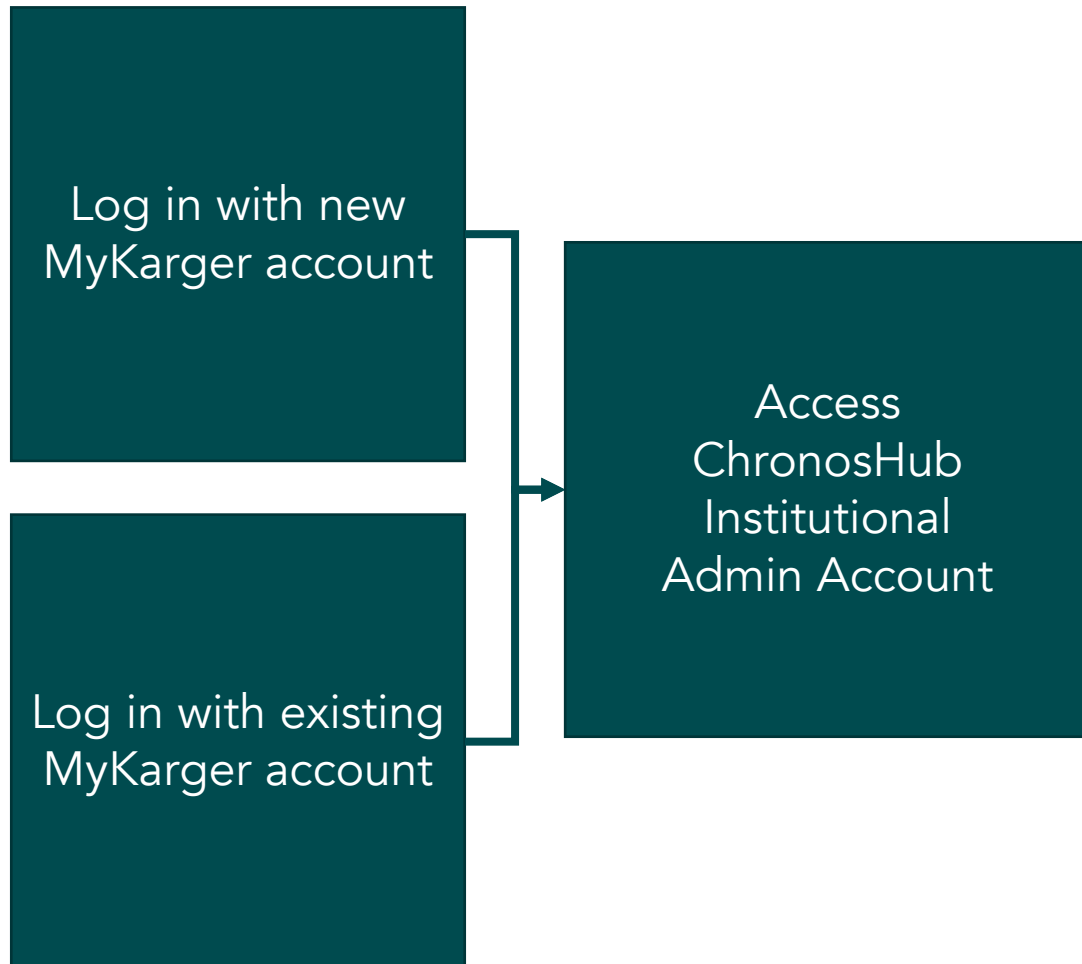 Log in with new
MyKarger account
Log in with existing
MyKarger account
Access
ChronosHub
Institutional
Admin Account